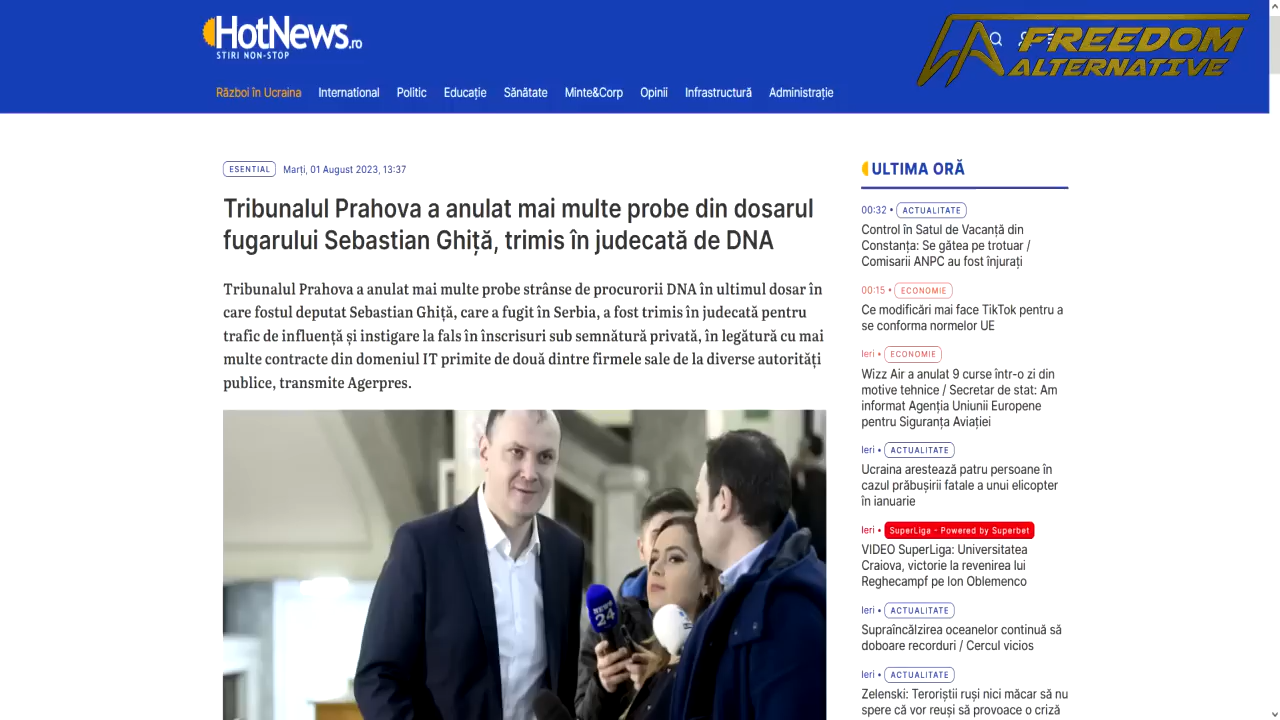 HotNews.ro
STIRI NON-STOP
FREEDOM
ALTERNATIVE
Război în Ucraina International Politic Educație Sănătate Minte&Corp Opinii Infrastructură Administrație
ESENTIAL Marți, 01 August 2023, 13:37
Tribunalul Prahova a anulat mai multe probe din dosarul
fugarului Sebastian Ghiță, trimis în judecată de DNA
Tribunalul Prahova a anulat mai multe probe strânse de procurorii DNA în ultimul dosar în
care fostul deputat Sebastian Ghiță, care a fugit în Serbia, a fost trimis în judecată pentru
trafic de influență și instigare la fals în înscrisuri sub semnătură privată, în legătură cu mai
multe contracte din domeniul IT primite de două dintre firmele sale de la diverse autorități
publice, transmite Agerpres.
NEWS
24
ULTIMA ORĂ
00:32 • ACTUALITATE
Control în Satul de Vacanță din
Constanța: Se gătea pe trotuar /
Comisarii ANPC au fost înjurați
00:15 • ECONOMIE
Ce modificări mai face TikTok pentru a
se conforma normelor UE
Ieri • ECONOMIE
Wizz Air a anulat 9 curse într-o zi din
motive tehnice / Secretar de stat: Am
informat Agenția Uniunii Europene
pentru Siguranța Aviației
Ieri • ACTUALITATE
Ucraina arestează patru persoane în
cazul prăbușirii fatale a unui elicopter
în ianuarie
Ieri • SuperLiga - Powered by Superbet
VIDEO SuperLiga: Universitatea
Craiova, victorie la revenirea lui
Reghecampf pe Ion Oblemenco
Ieri • ACTUALITATE
Supraîncălzirea oceanelor continuă să
doboare recorduri / Cercul vicios
Ieri • ACTUALITATE
Zelenski: Teroriștii ruși nici măcar să nu
spere că vor reuși să provoace o criză